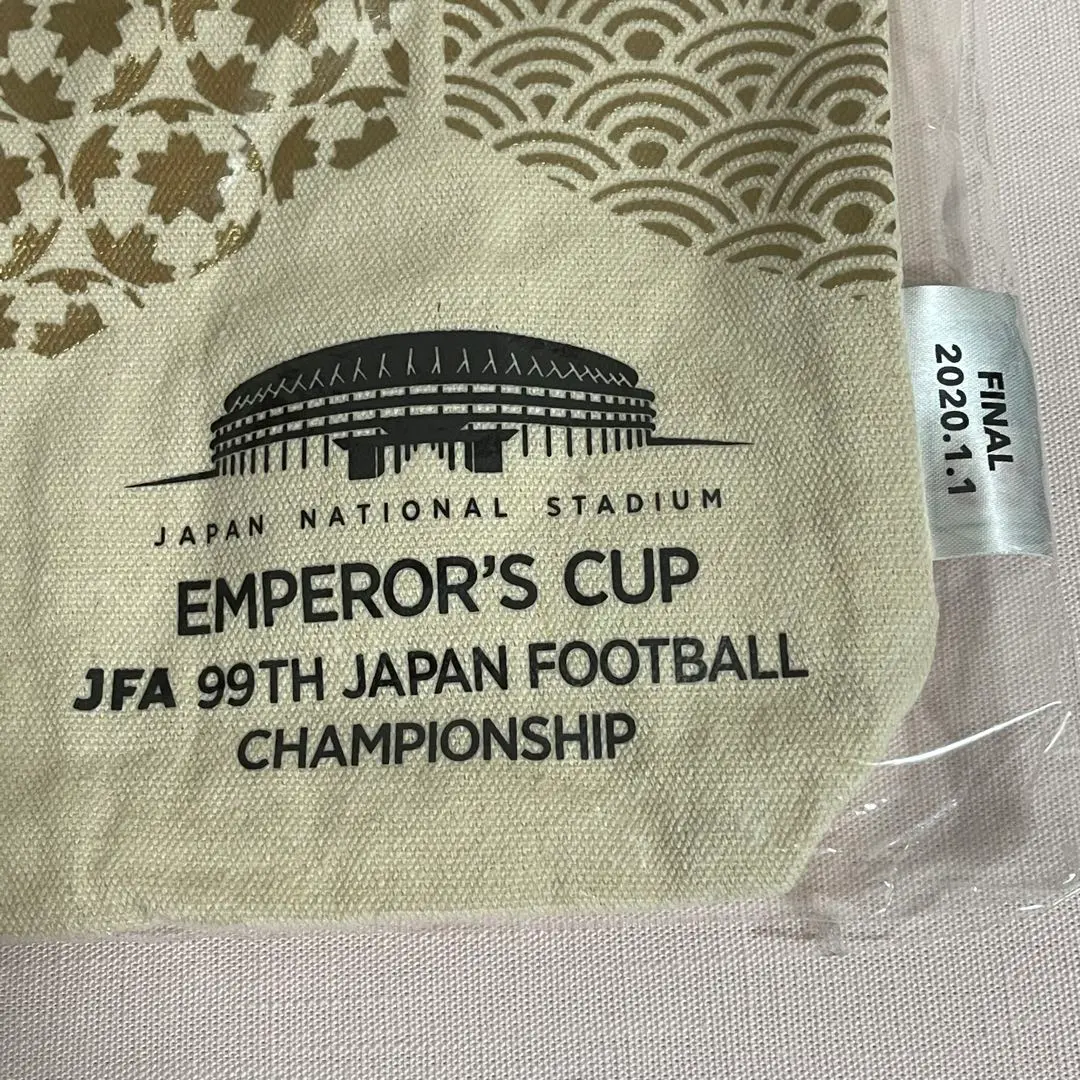 JAPAN NATIONAL STADIUM
EMPEROR'S CUP
JFA 99TH JAPAN FOOTBALL
CHAMPIONSHIP
FINAL
2020.1.1